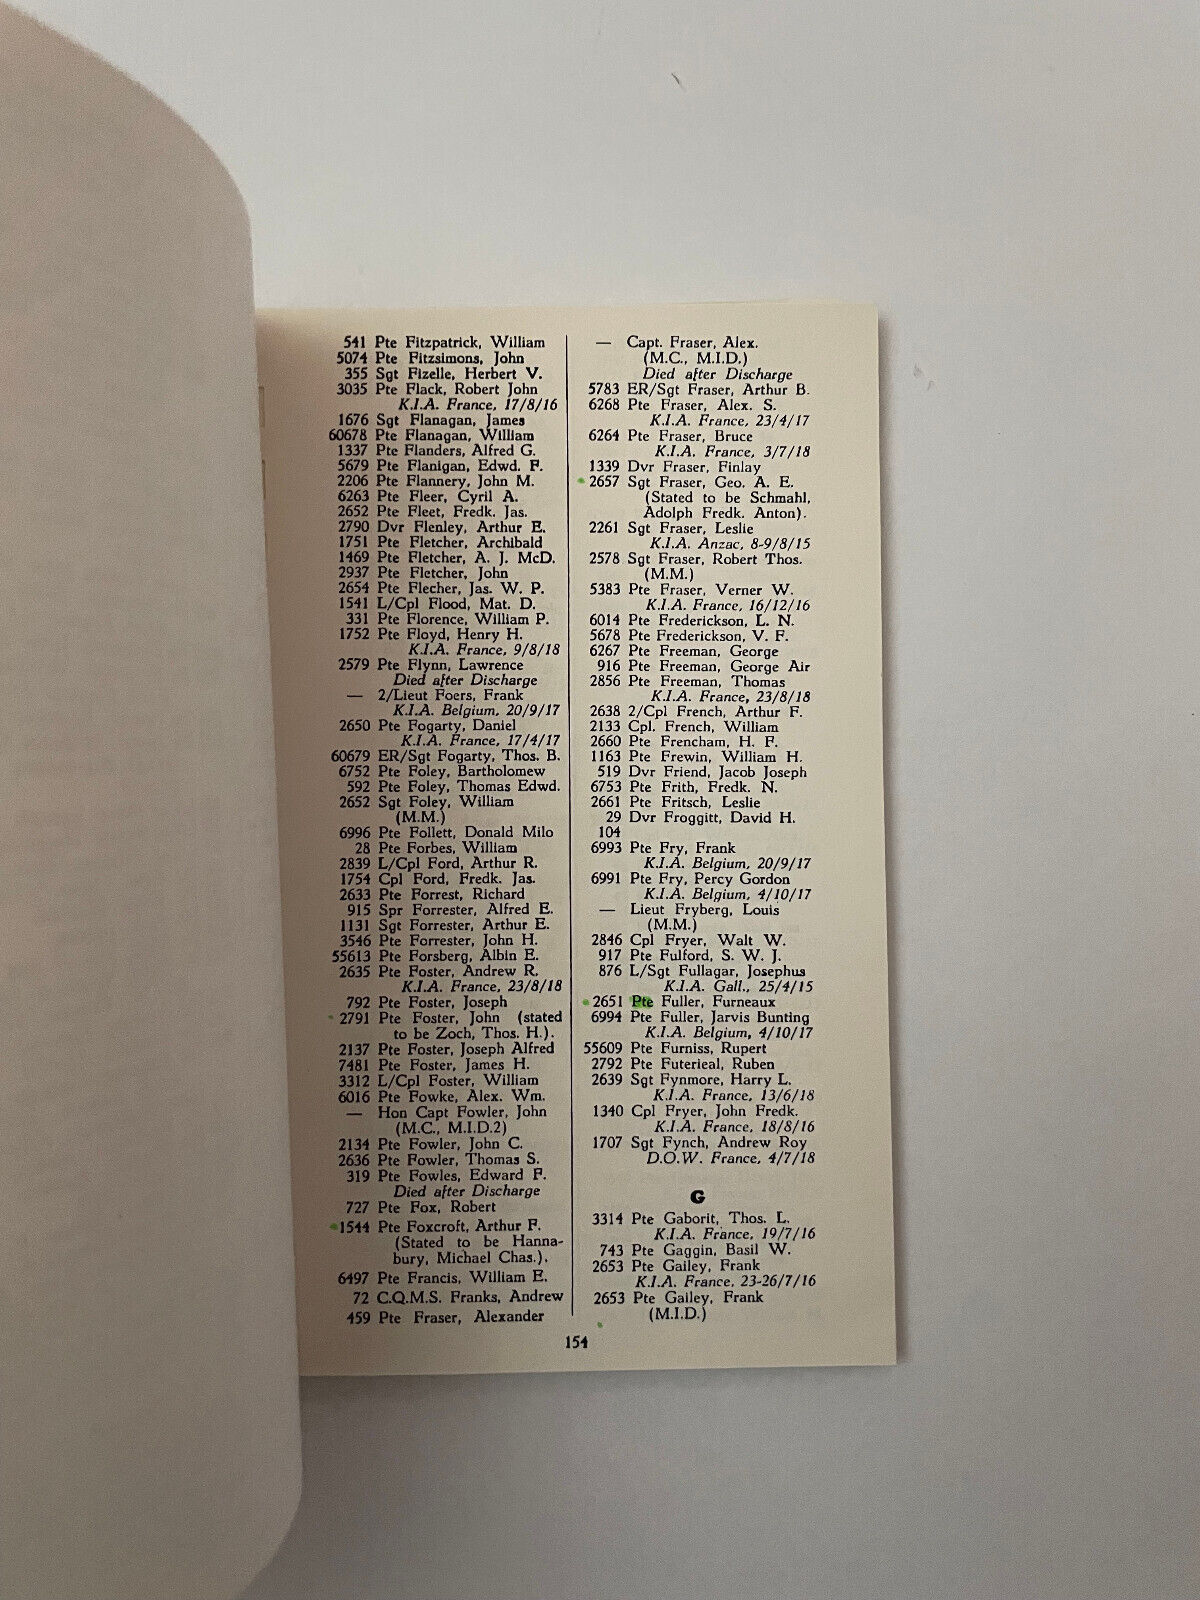 541 Pte Fitzpatrick, William
5074 Pte Fitzsimons, John
355 Sgt Fizelle, Herbert V.
3035 Pte Flack, Robert John
K.I.A. France, 17/8/16
1676 Sgt Flanagan, James
60678 Pte Flanagan, William
1337 Pte Flanders, Alfred G.
5679 Pte Flanigan, Edwd. F.
2206 Pte Flannery, John M.
6263 Pte Fleer, Cyril A.
2652 Pte Fleet, Fredk. Jas.
2790 Dvr Flenley, Arthur E.
1751 Pte Fletcher, Archibald
1469 Pte Fletcher, A. J. McD.
2937 Pte Fletcher, John
2654 Pte Flecher, Jas. W. P.
1541 L/Cpl Flood, Mat. D.
331 Pte Florence, William P.
1752 Pte Floyd, Henry H.
K.I.A. France, 9/8/18
2579 Pte Flynn, Lawrence
Died after Discharge
— 2/Lieut Foers, Frank
K.I.A. Belgium, 20/9/17
2650 Pte Fogarty, Daniel
K.I.A. France, 17/4/17
60679 ER/Sgt Fogarty, Thos. B.
6752 Pte Foley, Bartholomew
592 Pte Foley, Thomas Edwd.
2652 Sgt Foley, William
(M.M.)
6996 Pte Follett, Donald Milo
28 Pte Forbes, William
2839 L/Cpl Ford, Arthur R.
1754 Cpl Ford, Fredk. Jas.
2633 Pte Forrest, Richard
915 Spr Forrester, Alfred E.
1131 Sgt Forrester, Arthur E.
3546 Pte Forrester, John H.
55613 Pte Forsberg, Albin E.
2635 Pte Foster, Andrew R.
K.I.A. France, 23/8/18
792 Pte Foster, Joseph
2791 Pte Foster, John (stated
to be Zoch, Thos. H.).
2137 Pte Foster, Joseph Alfred
7481 Pte Foster, James H.
3312 L/Cpl Foster, William
6016 Pte Fowke, Alex. Wm.
— Hon Capt Fowler, John
(M.C., M.I.D.2)
2134 Pte Fowler, John C.
2636 Pte Fowler, Thomas S.
319 Pte Fowles, Edward F.
Died after Discharge
727 Pte Fox, Robert
1544 Pte Foxcroft, Arthur F.
(Stated to be Hanna-
bury, Michael Chas.).
6497 Pte Francis, William E.
72 C.Q.M.S. Franks, Andrew
459 Pte Fraser, Alexander
— Capt. Fraser, Alex.
(M.C., M.I.D.)
Died after Discharge
5783 ER/Sgt Fraser, Arthur B.
6268 Pte Fraser, Alex. S.
K.I.A. France, 23/4/17
6264 Pte Fraser, Bruce
K.I.A. France, 3/7/18
1339 Dvr Fraser, Finlay
2657 Sgt Fraser, Geo. A. E.
(Stated to be Schmahl,
Adolph Fredk. Anton).
2261 Sgt Fraser, Leslie
K.I.A. Anzac, 8-9/8/15
2578 Sgt Fraser, Robert Thos.
(M.M.)
5383 Pte Fraser, Verner W.
K.I.A. France, 16/12/16
6014 Pte Frederickson, L. N.
5678 Pte Frederickson, V. F.
6267 Pte Freeman, George
916 Pte Freeman, George Air
2856 Pte Freeman, Thomas
K.I.A. France, 23/8/18
2638 2/Cpl French, Arthur F.
2133 Cpl. French, William
2660 Pte Frencham, H. F.
1163 Pte Frewin, William H.
519 Dvr Friend, Jacob Joseph
6753 Pte Frith, Fredk. N.
2661 Pte Fritsch, Leslie
29 Dvr Froggitt, David H.
104
6993 Pte Fry, Frank
K.I.A. Belgium, 20/9/17
6991 Pte Fry, Percy Gordon
K.I.A. Belgium, 4/10/17
— Lieut Fryberg, Louis
(M.M.)
2846 Cpl Fryer, Walt W.
917 Pte Fulford, S. W. J.
876 L/Sgt Fullagar, Josephus
K.I.A. Gall., 25/4/15
2651 Pte Fuller, Furneaux
6994 Pte Fuller, Jarvis Bunting
K.I.A. Belgium, 4/10/17
55609 Pte Furniss, Rupert
2792 Pte Futerieal, Ruben
2639 Sgt Fynmore, Harry L.
K.I.A. France, 13/6/18
1340 Cpl Fryer, John Fredk.
K.I.A. France, 18/8/16
1707 Sgt Fynch, Andrew Roy
D.O.W. France, 4/7/18
G
3314 Pte Gaborit, Thos. L.
K.I.A. France, 19/7/16
743 Pte Gaggin, Basil W.
2653 Pte Gailey, Frank
K.I.A. France, 23-26/7/16
2653 Pte Gailey, Frank
(M.I.D.)
154